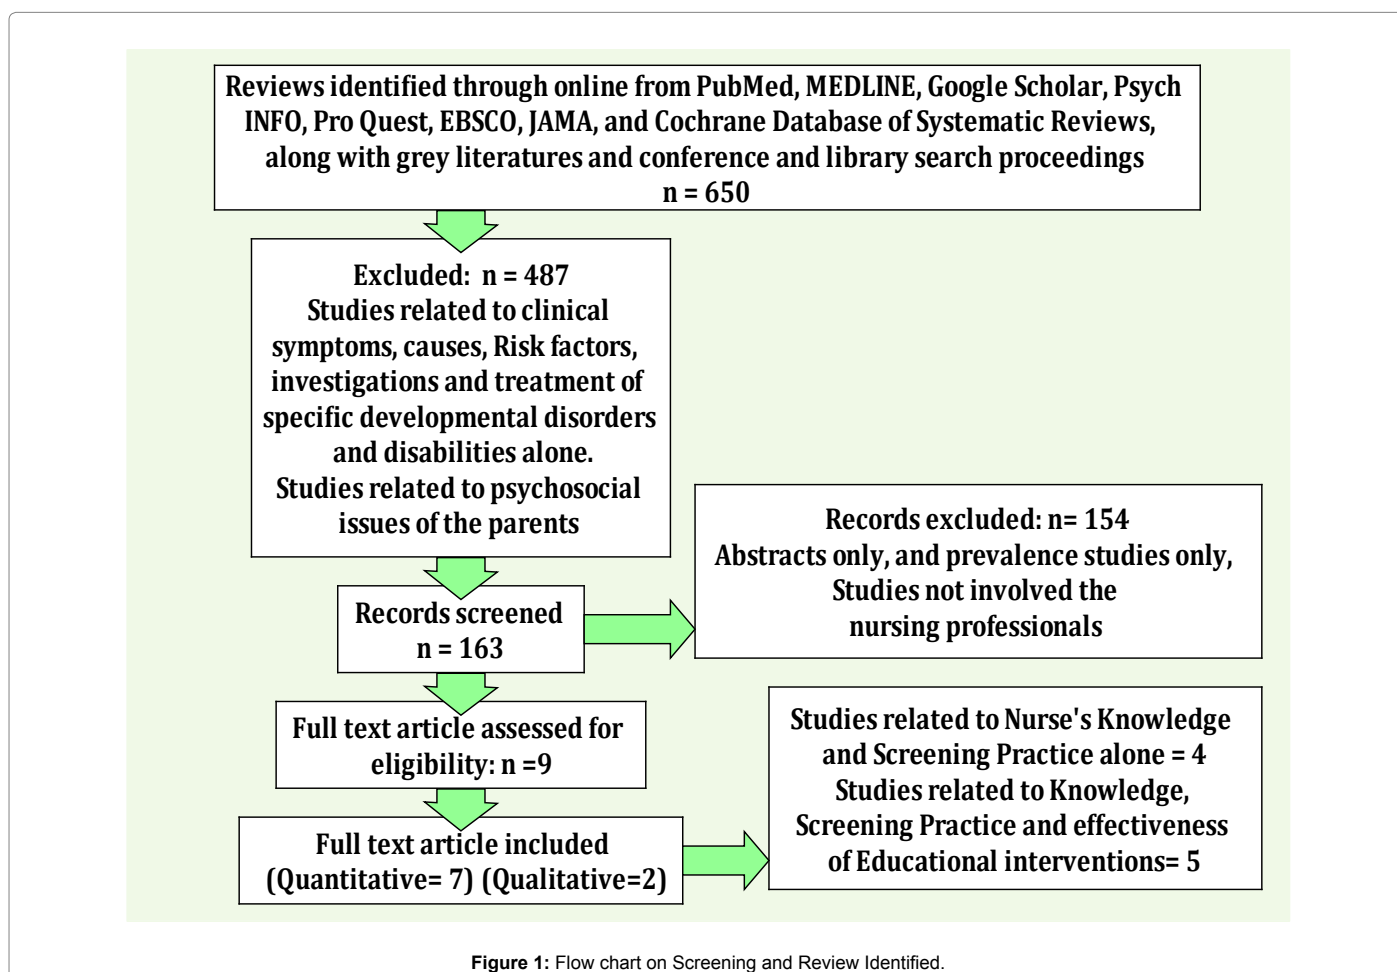 Reviews identified through online from PubMed, MEDLINE, Google Scholar, Psych
INFO, Pro Quest, EBSCO, JAMA, and Cochrane Database of Systematic Reviews,
along with grey literatures and conference and library search proceedings
n = 650
Excluded: n = 487
Studies related to clinical
symptoms, causes, Risk factors,
investigations and treatment of
specific developmental disorders
and disabilities alone.
Studies related to psychosocial
issues of the parents
Records screened
n = 163
Records excluded: n= 154
Abstracts only, and prevalence studies only,
Studies not involved the
nursing professionals
Full text article assessed for
eligibility: n =9
Full text article included
(Quantitative= 7) (Qualitative=2)
Studies related to Nurse's Knowledge
and Screening Practice alone = 4
Studies related to Knowledge,
Screening Practice and effectiveness
of Educational interventions= 5
Figure 1: Flow chart on Screening and Review Identified.